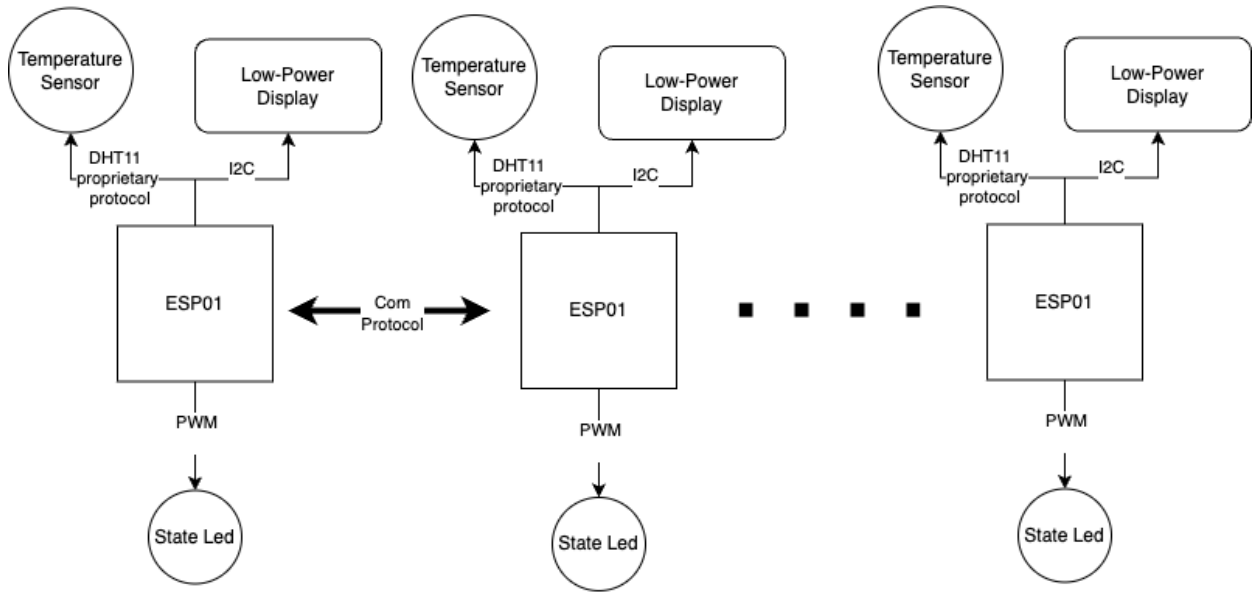 Temperature
Sensor
Low-Power
Display
DHT11
proprietary
protocol
I2C
ESP01
PWM
State Led
Com
Protocol
Temperature
Sensor
Low-Power
Display
DHT11
proprietary
protocol
I2C
ESP01
PWM
State Led
Temperature
Sensor
Low-Power
Display
DHT11
proprietary
protocol
I2C
ESP01
PWM
State Led